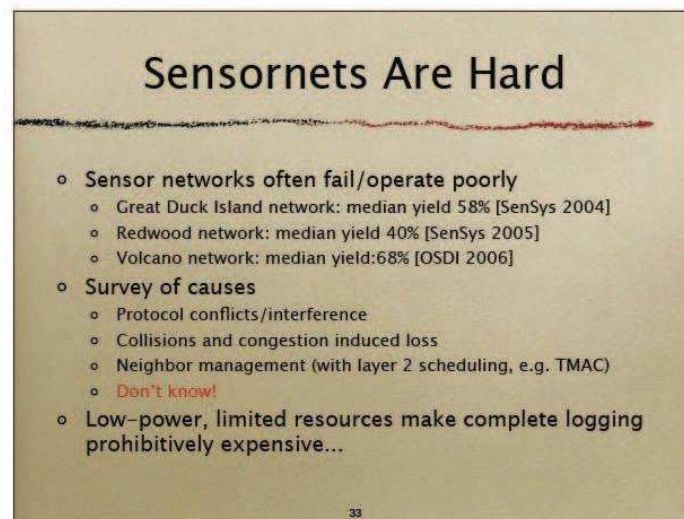 Sensornets Are Hard
Sensor networks often fail/operate poorly
Great Duck Island network: median yield 58% [SenSys 2004]
Redwood network: median yield 40% [SenSys 2005]
Volcano network: median yield:68% [OSDI 2006]
Survey of causes
Protocol conflicts/interference
Collisions and congestion induced loss
Neighbor management (with layer 2 scheduling, e.g. TMAC)
Don't know!
Low-power, limited resources make complete logging
prohibitively expensive...
33